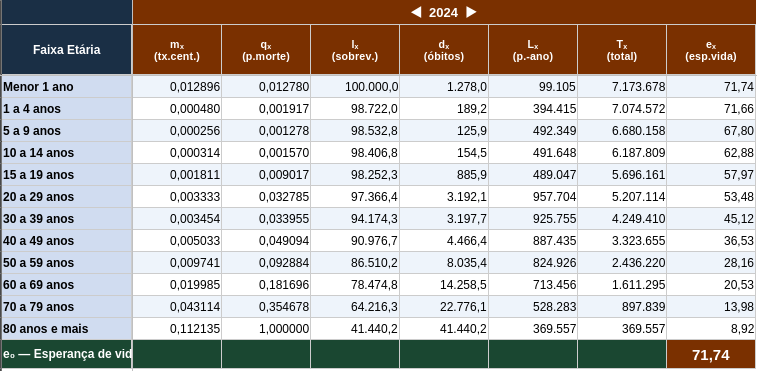 ◄ 2024 ►
Faixa Etária mₓ (tx.cent.) qₓ (p.morte) lₓ (sobrev.) dₓ (óbitos) Lₓ (p.-ano) Tₓ (total) eₓ (esp.vida)
Menor 1 ano 0,012896 0,012780 100.000,0 1.278,0 99.105 7.173.678 71,74
1 a 4 anos 0,000480 0,001917 98.722,0 189,2 394.415 7.074.572 71,66
5 a 9 anos 0,000256 0,001278 98.532,8 125,9 492.349 6.680.158 67,80
10 a 14 anos 0,000314 0,001570 98.406,8 154,5 491.648 6.187.809 62,88
15 a 19 anos 0,001811 0,009017 98.252,3 885,9 489.047 5.696.161 57,97
20 a 29 anos 0,003333 0,032785 97.366,4 3.192,1 957.704 5.207.114 53,48
30 a 39 anos 0,003454 0,033955 94.174,3 3.197,7 925.755 4.249.410 45,12
40 a 49 anos 0,005033 0,049094 90.976,7 4.466,4 887.435 3.323.655 36,53
50 a 59 anos 0,009741 0,092884 86.510,2 8.035,4 824.926 2.436.220 28,16
60 a 69 anos 0,019985 0,181696 78.474,8 14.258,5 713.456 1.611.295 20,53
70 a 79 anos 0,043114 0,354678 64.216,3 22.776,1 528.283 897.839 13,98
80 anos e mais 0,112135 1,000000 41.440,2 41.440,2 369.557 369.557 8,92
e₀ — Esperança de vid 71,74